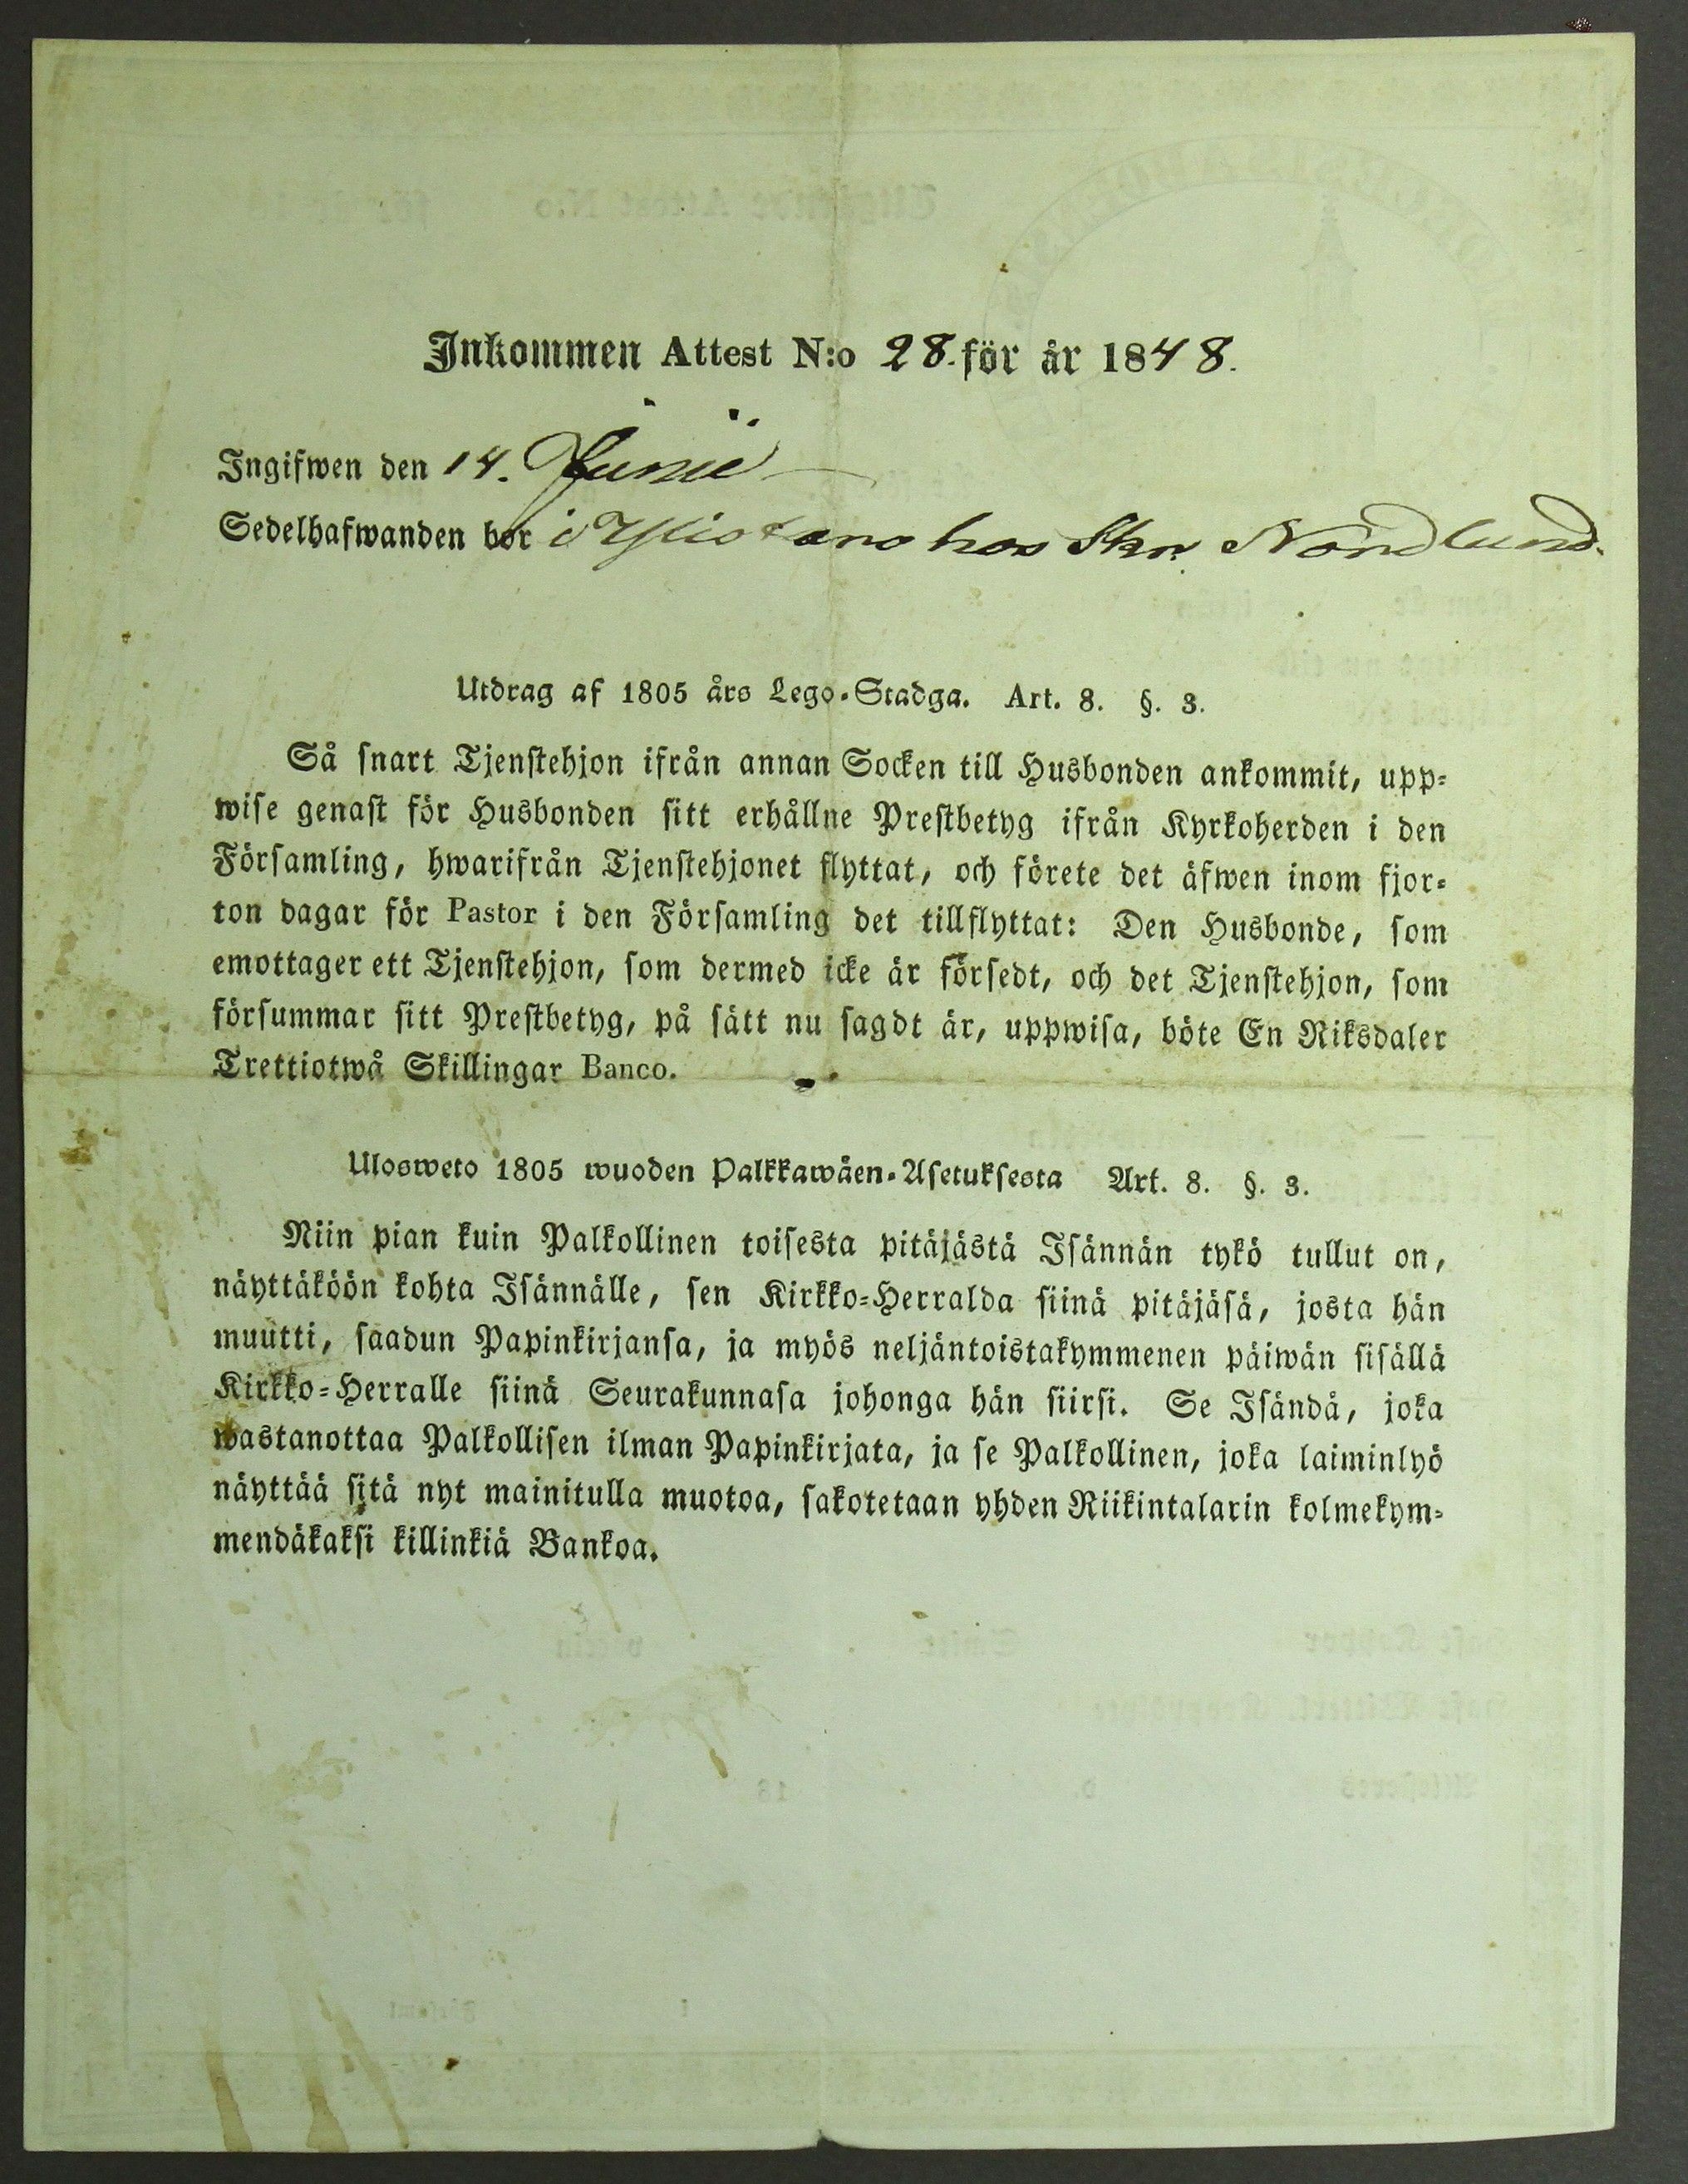 Inkommen Attest N:o 28. för år 1848.
Ingifwen den 14. Junii
Sedelhafwanden bor i Ylistaro hos Skr. Nordlund.
Utdrag af 1805 års Lego-Stadga. Art. 8. §. 3.
Så snart Tjenstehjon ifrån annan Socken till Husbonden ankommit, upp-
wise genast för Husbonden sitt erhållne Prestbetyg ifrån Kyrkoherden i den
Församling, hwarifrån Tjenstehjonet flyttat, och förete det äfwen inom fjor-
ton dagar för Pastor i den Församling det tillflyttat: Den Husbonde, som
emottager ett Tjenstehjon, som dermed icke är försedt, och det Tjenstehjon, som
försummar sitt Prestbetyg, på sätt nu sagdt är, uppwisa, böte En Riksdaler
Trettiotwå Skillingar Banco.
Ulosweto 1805 wuoden Palkkawäen-Asetuksesta Art. 8. §. 3.
Niin pian kuin Palkollinen toisesta pitäjästä Isännän tykö tullut on,
näyttäköön kohta Isännälle, sen Kirkko-Herralda siinä pitäjäsä, josta hän
muutti, saadun Papinkirjansa, ja myös neljäntoistakymmenen päiwän sisällä
Kirkko-Herralle siinä Seurakunnasa johonga hän siirsi. Se Isändä, joka
wastanottaa Palkollisen ilman Papinkirjata, ja se Palkollinen, joka laiminlyö
näyttää sitä nyt mainitulla muotoa, sakotetaan yhden Riikintalarin kolmekym-
mendäkaksi killinkiä Bankoa.